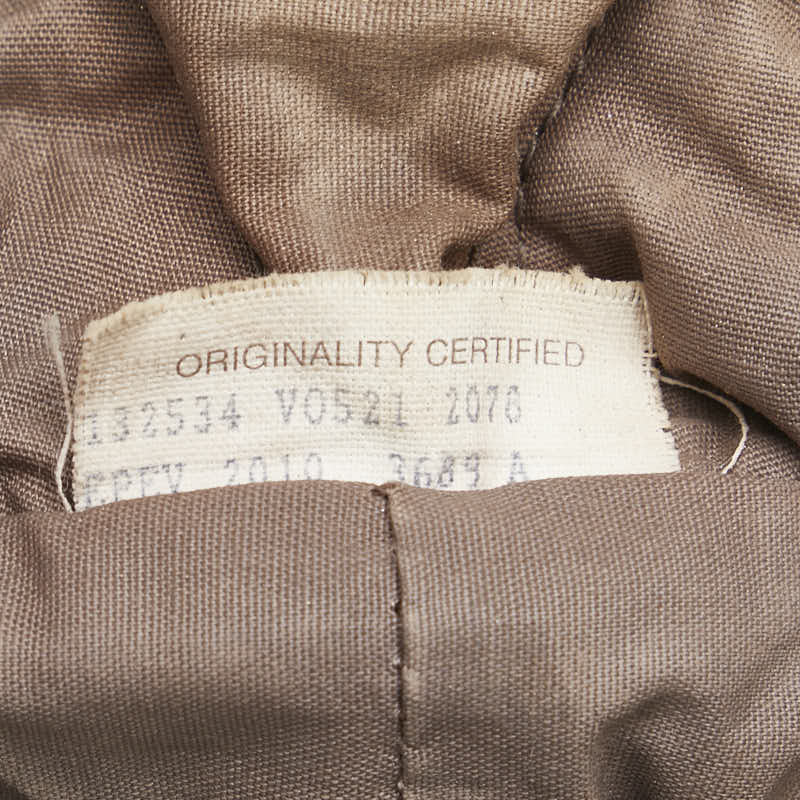 ORIGINALITY CERTIFIED
132534 V0521 2076
2010 3689 A